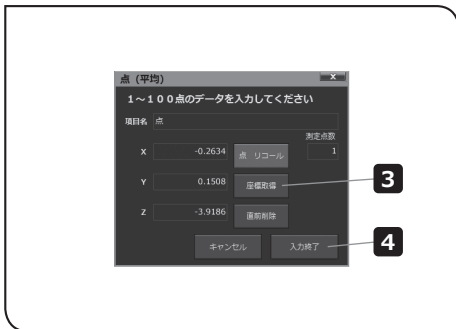 点（平均）
x
１～１００点のデータを入力してください
項目名 点
測定点数
X -0.2634 点 リコール 1
Y 0.1508 座標取得 3
Z -3.9186 直前削除
キャンセル 入力終了 4